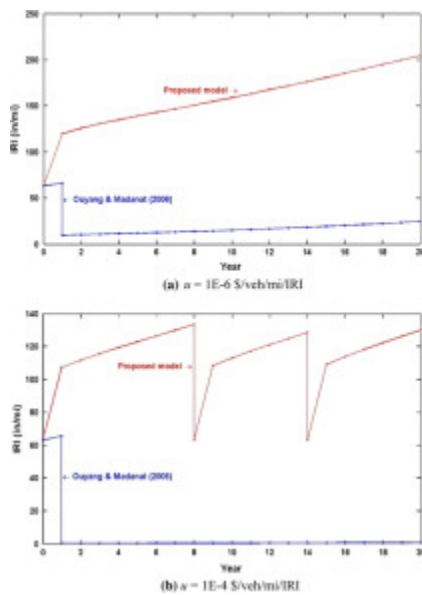 250
200
150
100
50
0
IRI (in/mi)
Proposed model
Ouyang & Madanat (2006)
0 2 4 6 8 10 12 14 16 18 20
Year
(a) u = 1E-6 $/veh/mi/IRI
140
120
100
80
60
40
20
0
IRI (in/mi)
Proposed model
Ouyang & Madanat (2006)
0 2 4 6 8 10 12 14 16 18 20
Year
(b) u = 1E-4 $/veh/mi/IRI